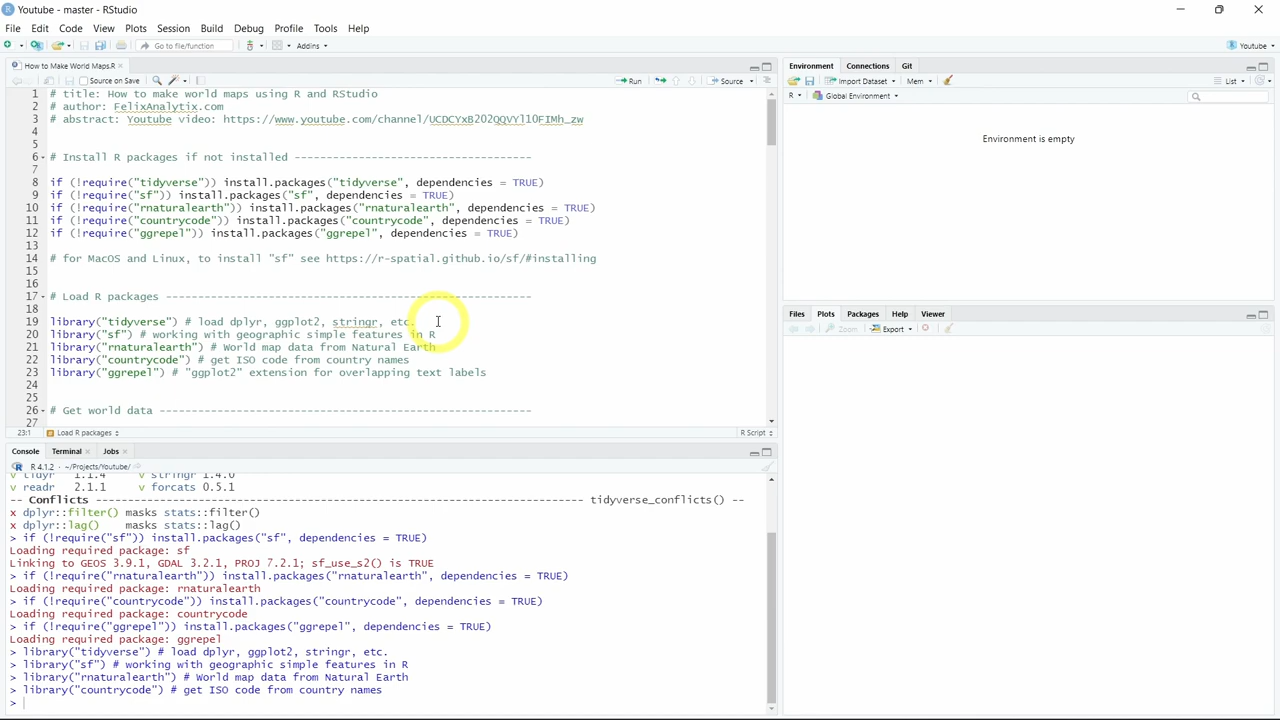 Youtube - master - RStudio
File Edit Code View Plots Session Build Debug Profile Tools Help
Go to file/function Addins Youtube
How to Make World Maps.R
Source on Save Run Source
1 # title: How to make world maps using R and RStudio
2 # author: FelixAnalytix.com
3 # abstract: Youtube video: https://www.youtube.com/channel/UCDCYxB202QQVYl10FIMh_zw
4
5
6 # Install R packages if not installed ------------------------------------
7
8 if (!require("tidyverse")) install.packages("tidyverse", dependencies = TRUE)
9 if (!require("sf")) install.packages("sf", dependencies = TRUE)
10 if (!require("rnaturalearth")) install.packages("rnaturalearth", dependencies = TRUE)
11 if (!require("countrycode")) install.packages("countrycode", dependencies = TRUE)
12 if (!require("ggrepel")) install.packages("ggrepel", dependencies = TRUE)
13
14 # for MacOS and Linux, to install "sf" see https://r-spatial.github.io/sf/#installing
15
16
17 # Load R packages --------------------------------------------------------
18
19 library("tidyverse") # load dplyr, ggplot2, stringr, etc.
20 library("sf") # working with geographic simple features in R
21 library("rnaturalearth") # World map data from Natural Earth
22 library("countrycode") # get ISO code from country names
23 library("ggrepel") # "ggplot2" extension for overlapping text labels
24
25
26 # Get world data ---------------------------------------------------------
27
23:1 Load R packages R Script
Console Terminal Jobs
R 4.1.2 · ~/Projects/Youtube/
v tidyr 1.1.4 v stringr 1.4.0
v readr 2.1.1 v forcats 0.5.1
-- Conflicts --------------------------------------------------------------- tidyverse_conflicts() --
x dplyr::filter() masks stats::filter()
x dplyr::lag() masks stats::lag()
> if (!require("sf")) install.packages("sf", dependencies = TRUE)
Loading required package: sf
Linking to GEOS 3.9.1, GDAL 3.2.1, PROJ 7.2.1; sf_use_s2() is TRUE
> if (!require("rnaturalearth")) install.packages("rnaturalearth", dependencies = TRUE)
Loading required package: rnaturalearth
> if (!require("countrycode")) install.packages("countrycode", dependencies = TRUE)
Loading required package: countrycode
> if (!require("ggrepel")) install.packages("ggrepel", dependencies = TRUE)
Loading required package: ggrepel
> library("tidyverse") # load dplyr, ggplot2, stringr, etc.
> library("sf") # working with geographic simple features in R
> library("rnaturalearth") # World map data from Natural Earth
> library("countrycode") # get ISO code from country names
>
Environment Connections Git
Import Dataset Mem List
R Global Environment
Environment is empty
Files Plots Packages Help Viewer
Zoom Export